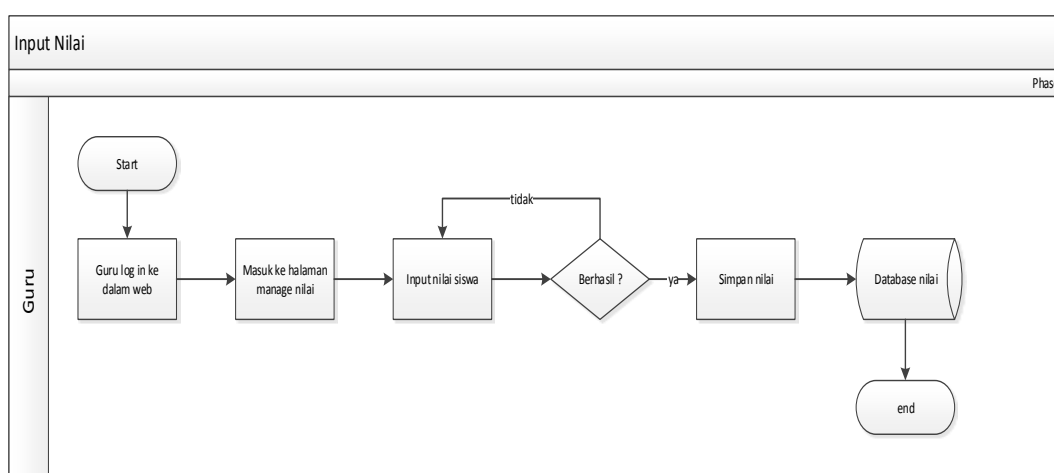 Input Nilai
Phase
Guru
Start
Guru log in ke
dalam web
Masuk ke halaman
manage nilai
Input nilai siswa
tidak
Berhasil ?
ya
Simpan nilai
Database nilai
end